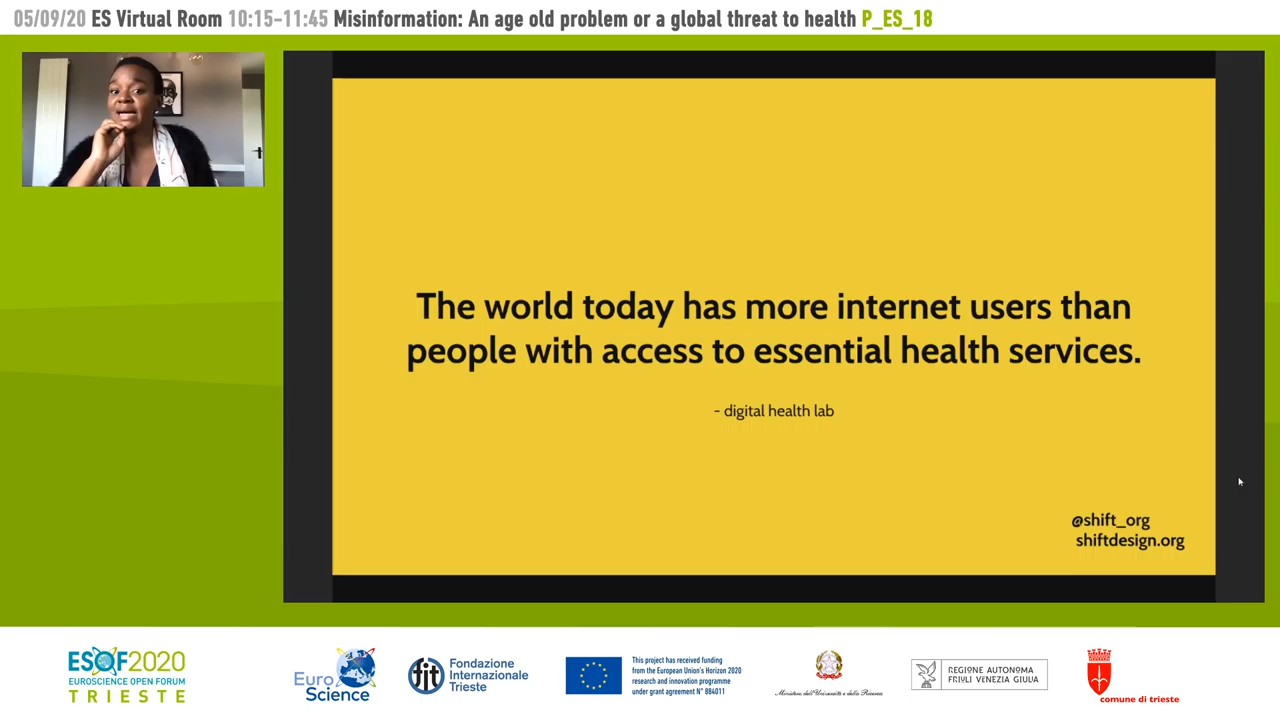 05/09/20 ES Virtual Room 10:15-11:45 Misinformation: An age old problem or a global threat to health P_ES_18
The world today has more internet users than
people with access to essential health services.
- digital health lab
@shift_org
shiftdesign.org
ESOF2020
EUROSCIENCE OPEN FORUM
TRIESTE
Euro
Science
fit
Fondazione
Internazionale
Trieste
This project has received funding
from the European Union's Horizon 2020
research and innovation programme
under grant agreement N° 884011
Ministero dell'Università e della Ricerca
REGIONE AUTONOMA
FRIULI VENEZIA GIULIA
comune di trieste